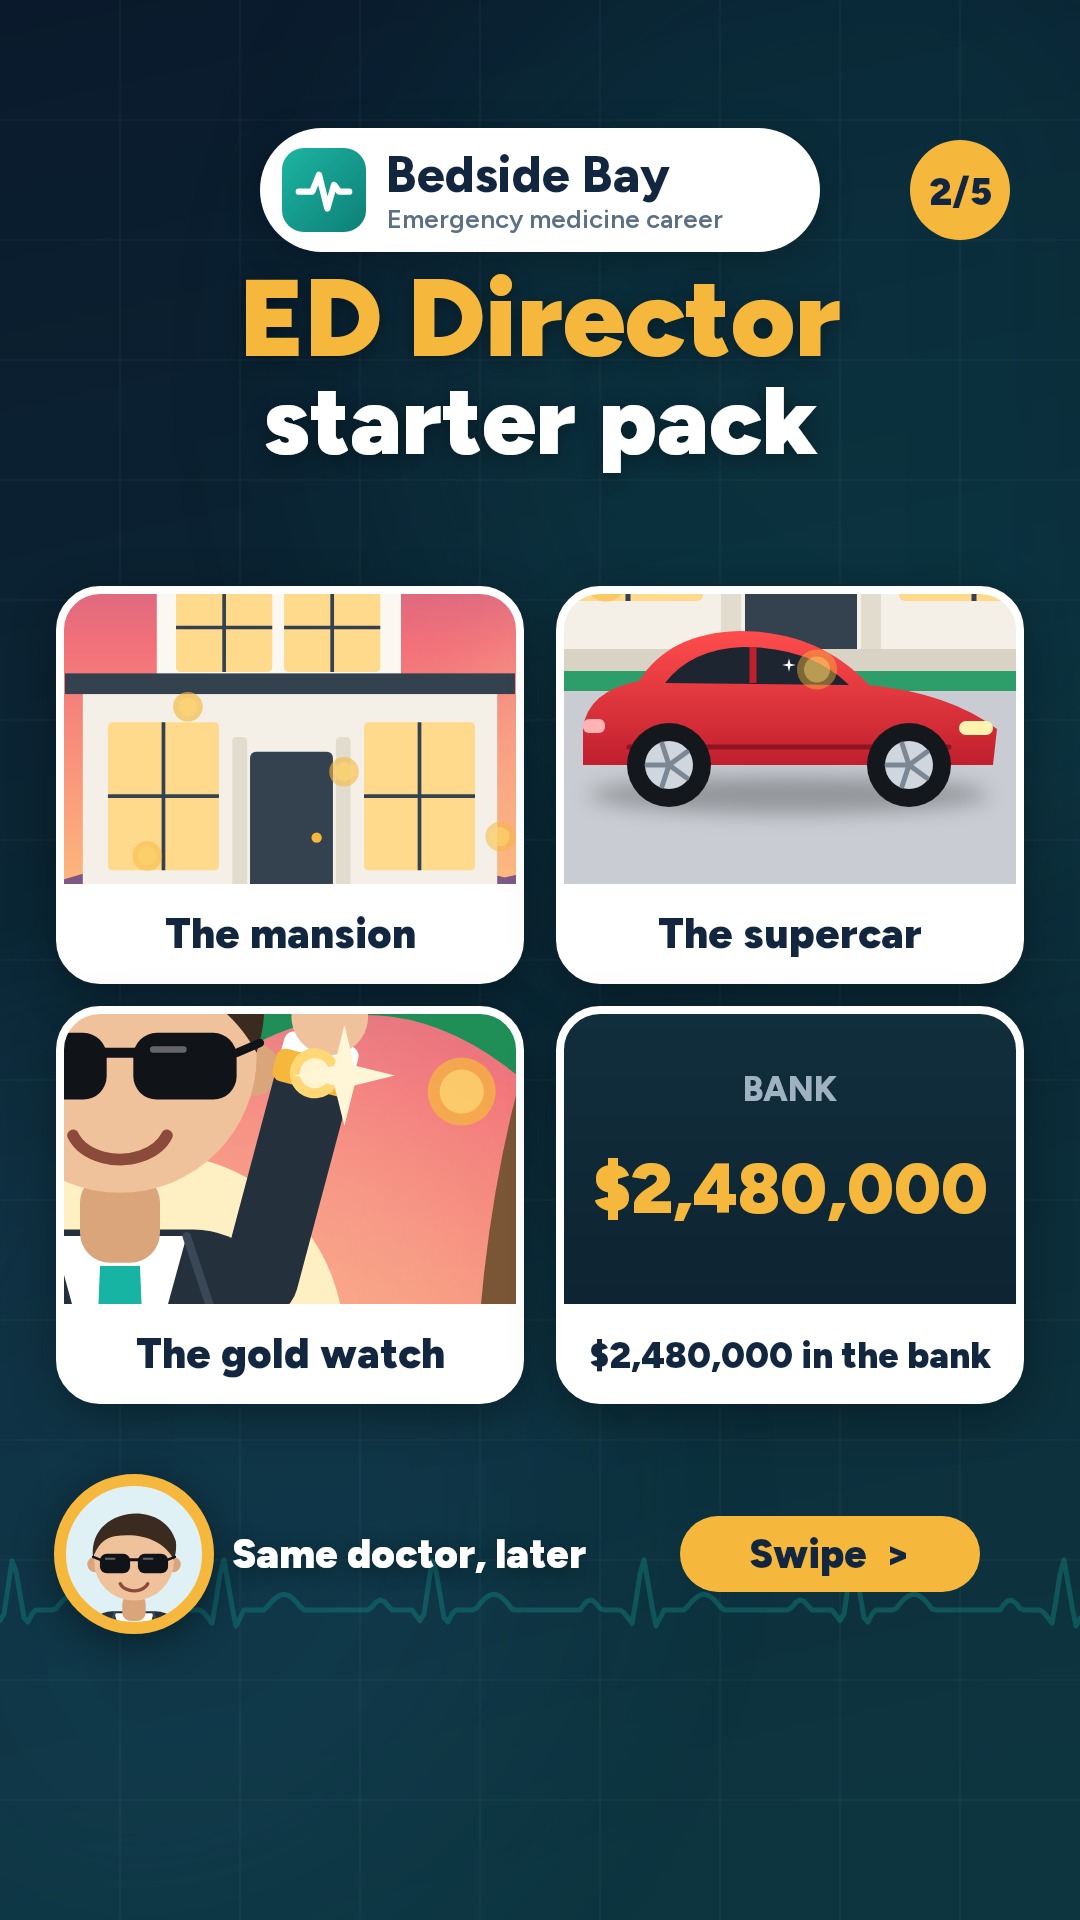 Bedside Bay
Emergency medicine career
2/5
ED Director
starter pack
The mansion
The supercar
BANK
$2,480,000
The gold watch
$2,480,000 in the bank
Same doctor, later
Swipe >